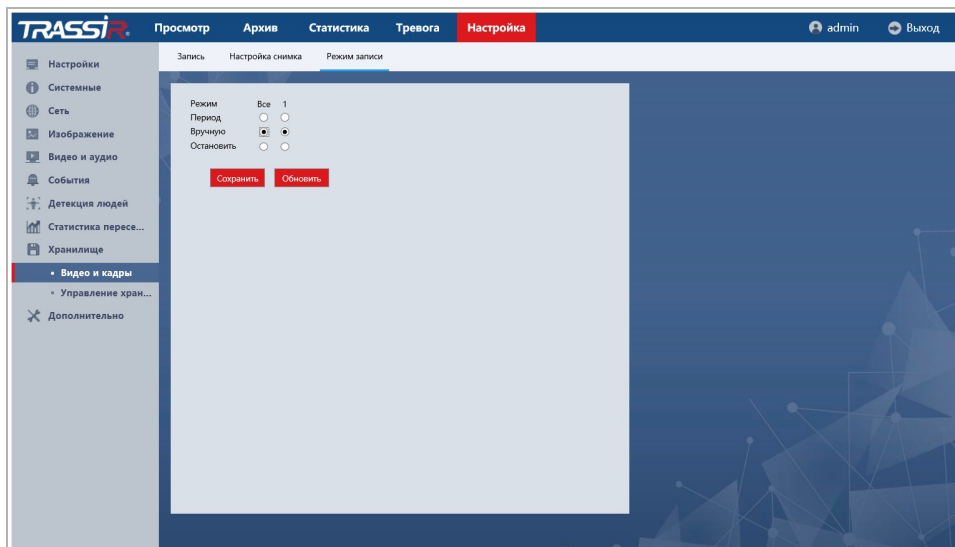 TRASSIR® Просмотр Архив Статистика Тревога Настройка admin Выход
Запись Настройка снимка Режим записи
Настройки
Системные
Сеть
Изображение
Видео и аудио
События
Детекция людей
Статистика пересе...
Хранилище
• Видео и кадры
• Управление хран...
Дополнительно
Режим Все 1
Период
Вручную
Остановить
Сохранить Обновить